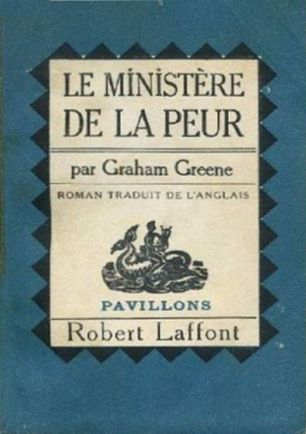 LE MINISTÈRE
DE LA PEUR
par Graham Greene
ROMAN TRADUIT DE L'ANGLAIS
PAVILLONS
Robert Laffont